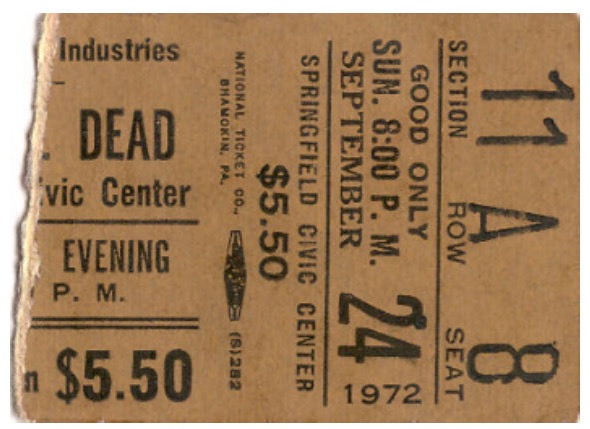 Industries
. DEAD
vic Center
EVENING
P. M.
n $5.50
NATIONAL TICKET CO.,
SHAMOKIN, PA.
(S)282
$5.50
SPRINGFIELD CIVIC CENTER
SEPTEMBER 24
SUN. 8:00 P. M.
GOOD ONLY
1972
SECTION ROW SEAT
11 A 8